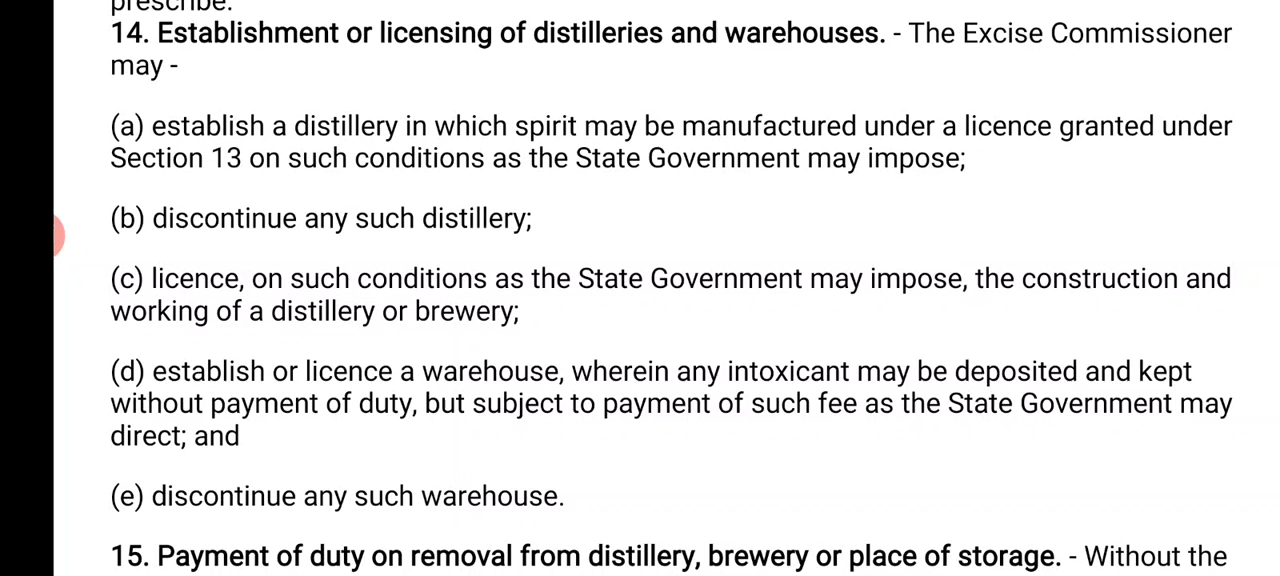 prescribe.
14. Establishment or licensing of distilleries and warehouses. - The Excise Commissioner
may -
(a) establish a distillery in which spirit may be manufactured under a licence granted under
Section 13 on such conditions as the State Government may impose;
(b) discontinue any such distillery;
(c) licence, on such conditions as the State Government may impose, the construction and
working of a distillery or brewery;
(d) establish or licence a warehouse, wherein any intoxicant may be deposited and kept
without payment of duty, but subject to payment of such fee as the State Government may
direct; and
(e) discontinue any such warehouse.
15. Payment of duty on removal from distillery, brewery or place of storage. - Without the